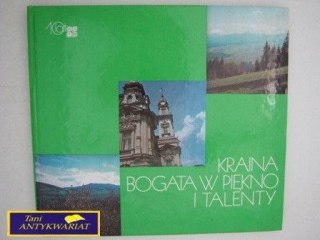 KRAINA
BOGATA W PIĘKNO
I TALENTY
Tani
ANTYKWARIAT